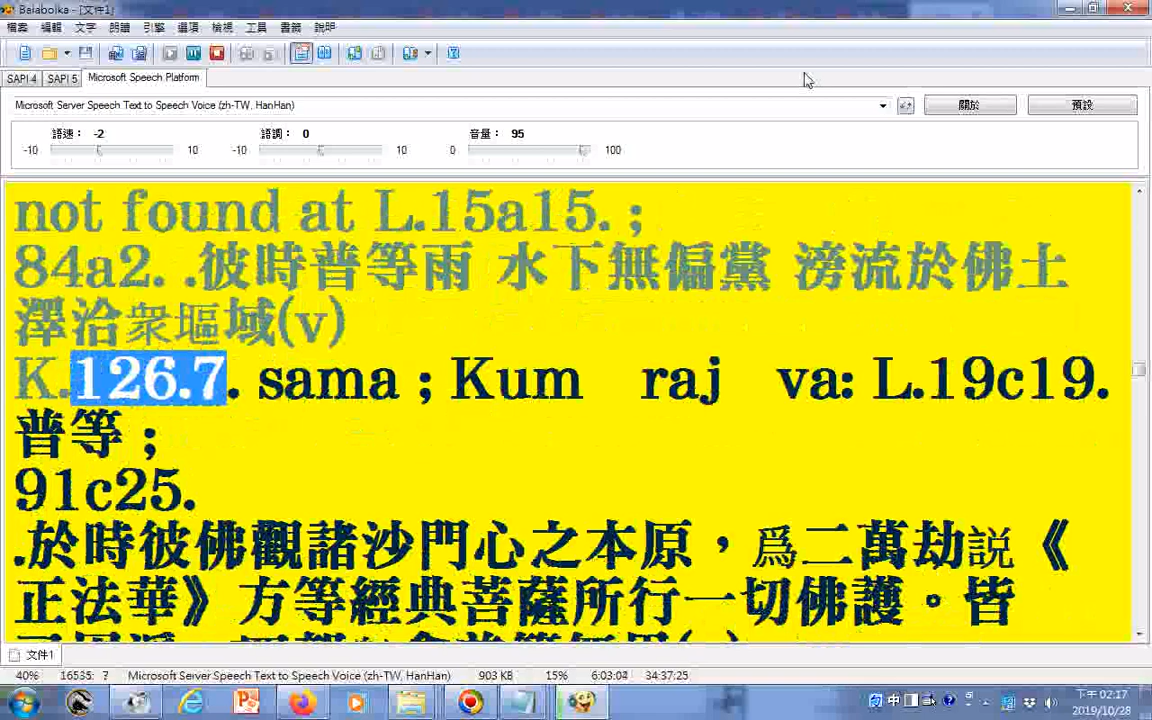 Balabolka - [文件1]
檔案 編輯 文字 朗讀 引擎 選項 檢視 工具 書籤 說明
SAPI 4 SAPI 5 Microsoft Speech Platform
Microsoft Server Speech Text to Speech Voice (zh-TW, HanHan) 關於 預設
語速： -2 語調： 0 音量： 95
-10 10 -10 10 0 100
not found at L.15a15. ;
84a2. .彼時普等雨 水下無偏黨 滂流於佛土
澤洽衆堰域(v)
K.126.7. sama ; Kum raj va: L.19c19.
普等 ;
91c25.
.於時彼佛觀諸沙門心之本原，爲二萬劫説《
正法華》方等經典菩薩所行一切佛護。皆
文件1
40% 16535: ? Microsoft Server Speech Text to Speech Voice (zh-TW, HanHan) 903 KB 15% 6:03:04 34:37:25
中
下午 02:17
2019/10/28